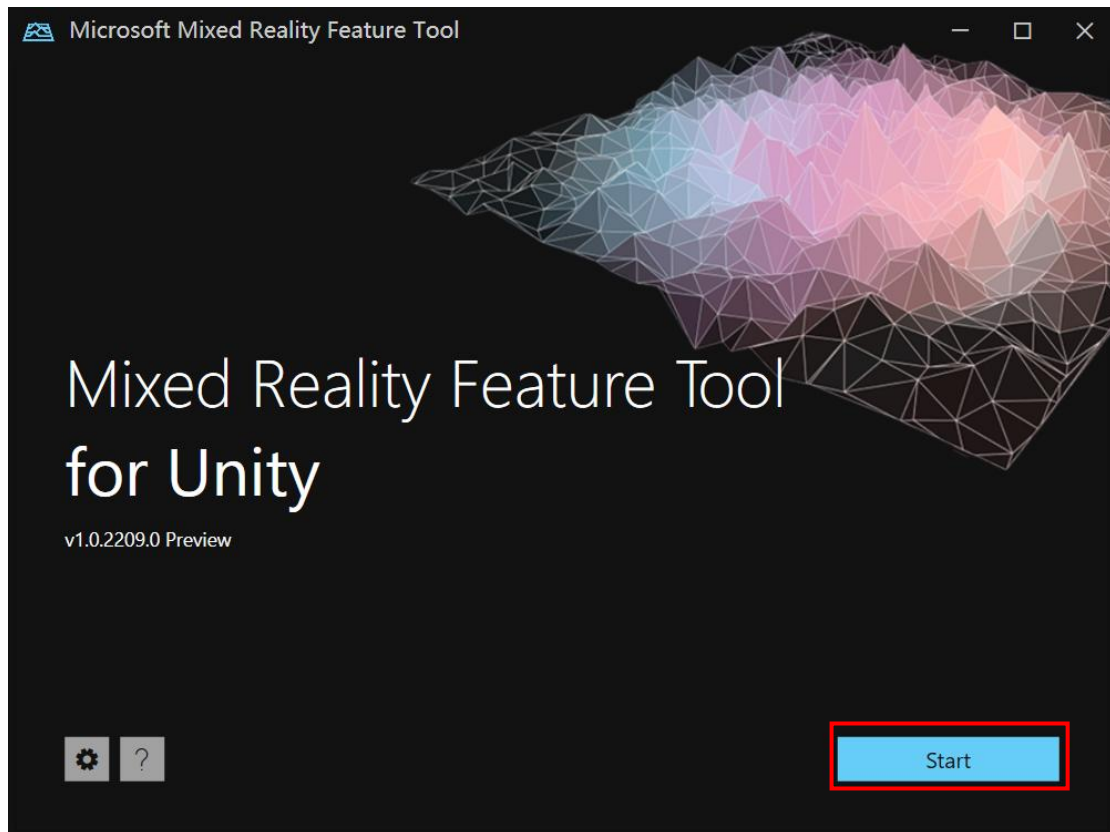 Microsoft Mixed Reality Feature Tool
Mixed Reality Feature Tool
for Unity
v1.0.2209.0 Preview
?
Start